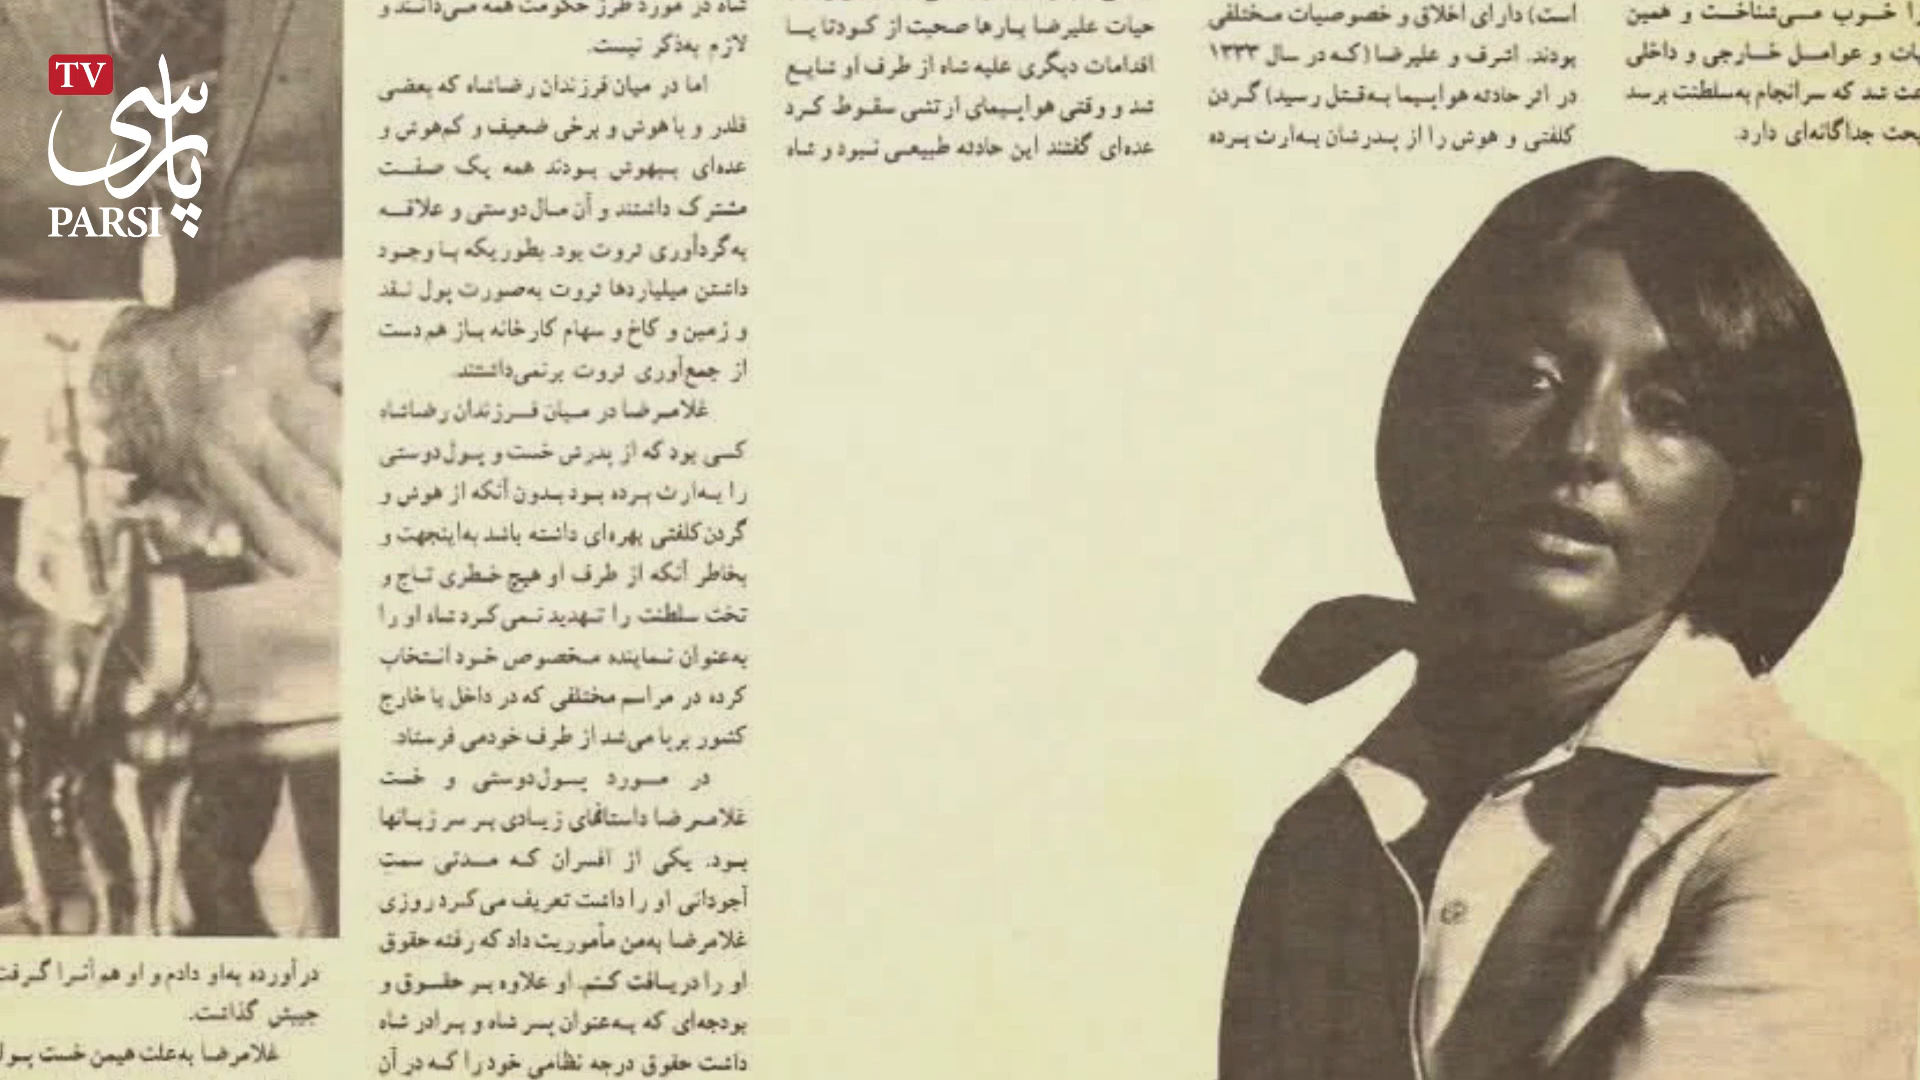 TV
پارسی
PARSI
را خوب می‌شناخت و همین
و عوامل خارجی و داخلی
شد که سرانجام به‌سلطنت برسد
جداگانه‌ای دارد.
است) دارای اخلاق و خصوصیات مختلفی
بودند. اشرف و علیرضا (که در سال ۱۳۳۳
در اثر حادثه هواپیما به‌قتل رسید) گردن
کلفتی و هوش را از پدرشان به‌ارث برده
حیات علیرضا بارها صحبت از کودتا یا
اقدامات دیگری علیه شاه از طرف او شایع
شد و وقتی هواپیمای ارتشی سقوط کرد
عده‌ای گفتند این حادثه طبیعی نبود و شاه
شاه در مورد طرز حکومت همه می‌دانند و
لازم به‌ذکر نیست.
اما در میان فرزندان رضاشاه که بعضی
قلدر و باهوش و برخی ضعیف و کم‌هوش و
عده‌ای بیهوش بودند همه یک صفت
مشترک داشتند و آن مال‌دوستی و علاقه
به‌گردآوری ثروت بود. بطوریکه با وجود
داشتن میلیاردها ثروت به‌صورت پول نقد
و زمین و کاخ و سهام کارخانه باز هم دست
از جمع‌آوری ثروت برنمی‌داشتند.
غلامرضا در میان فرزندان رضاشاه
کسی بود که از پدرش خست و پول‌دوستی
را به‌ارث برده بود بدون آنکه از هوش و
گردن‌کلفتی بهره‌ای داشته باشد به‌اینجهت و
بخاطر آنکه از طرف او هیچ خطری تاج و
تخت سلطنت را تهدید نمی‌کرد شاه او را
به‌عنوان نماینده مخصوص خود انتخاب
کرده در مراسم مختلفی که در داخل یا خارج
کشور برپا می‌شد از طرف خود می فرستاد.
در مورد پول‌دوستی و خست
غلامرضا داستانهای زیادی بر سر زبانها
بود. یکی از افسران که مدتی سمت
آجودانی او را داشت تعریف می‌کرد روزی
غلامرضا به‌من مأموریت داد که رفته حقوق
او را دریافت کنم. او علاوه بر حقوق و
بودجه‌ای که به‌عنوان پسر شاه و برادر شاه
داشت حقوق درجه نظامی خود را که در آن
درآورده به‌او دادم و او هم آنرا گرفت
جیبش گذاشت.
غلامرضا به‌علت همین خست